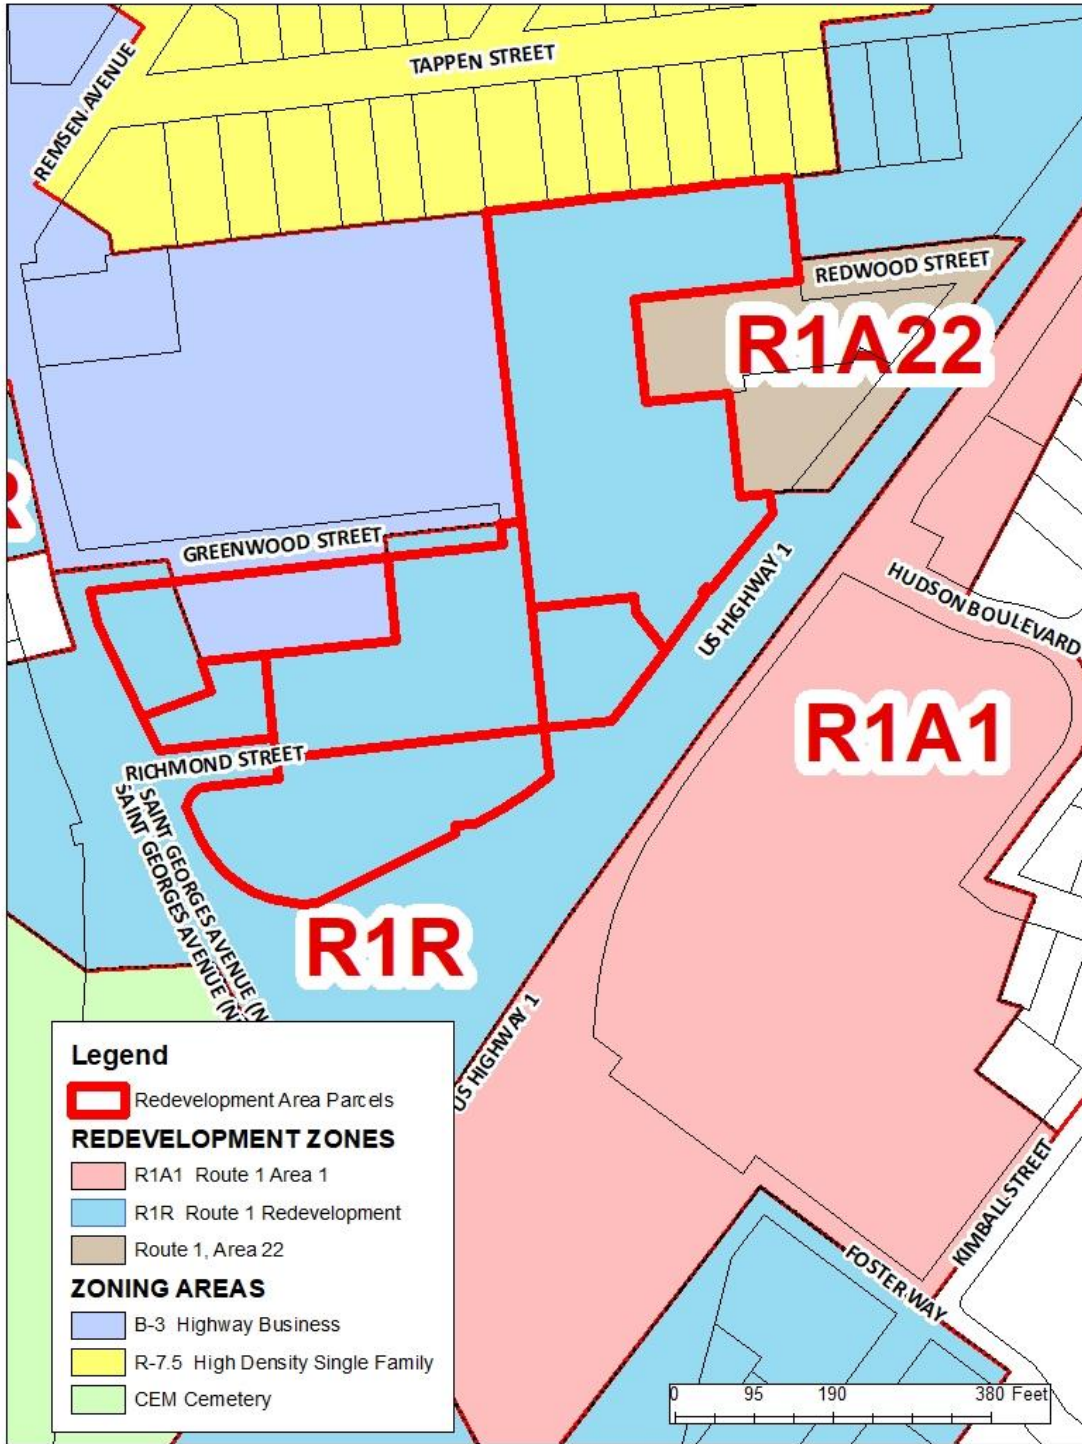 REMSEN AVENUE
TAPPEN STREET
REDWOOD STREET
R1A22
R
GREENWOOD STREET
US HIGHWAY 1
HUDSON BOULEVARD
R1A1
RICHMOND STREET
SAINT GEORGES AVENUE (N
SAINT GEORGES AVENUE (N
R1R
US HIGHWAY 1
KIMBALL STREET
FOSTER WAY
Legend
Redevelopment Area Parcels
REDEVELOPMENT ZONES
R1A1 Route 1 Area 1
R1R Route 1 Redevelopment
Route 1, Area 22
ZONING AREAS
B-3 Highway Business
R-7.5 High Density Single Family
CEM Cemetery
0 95 190 380 Feet